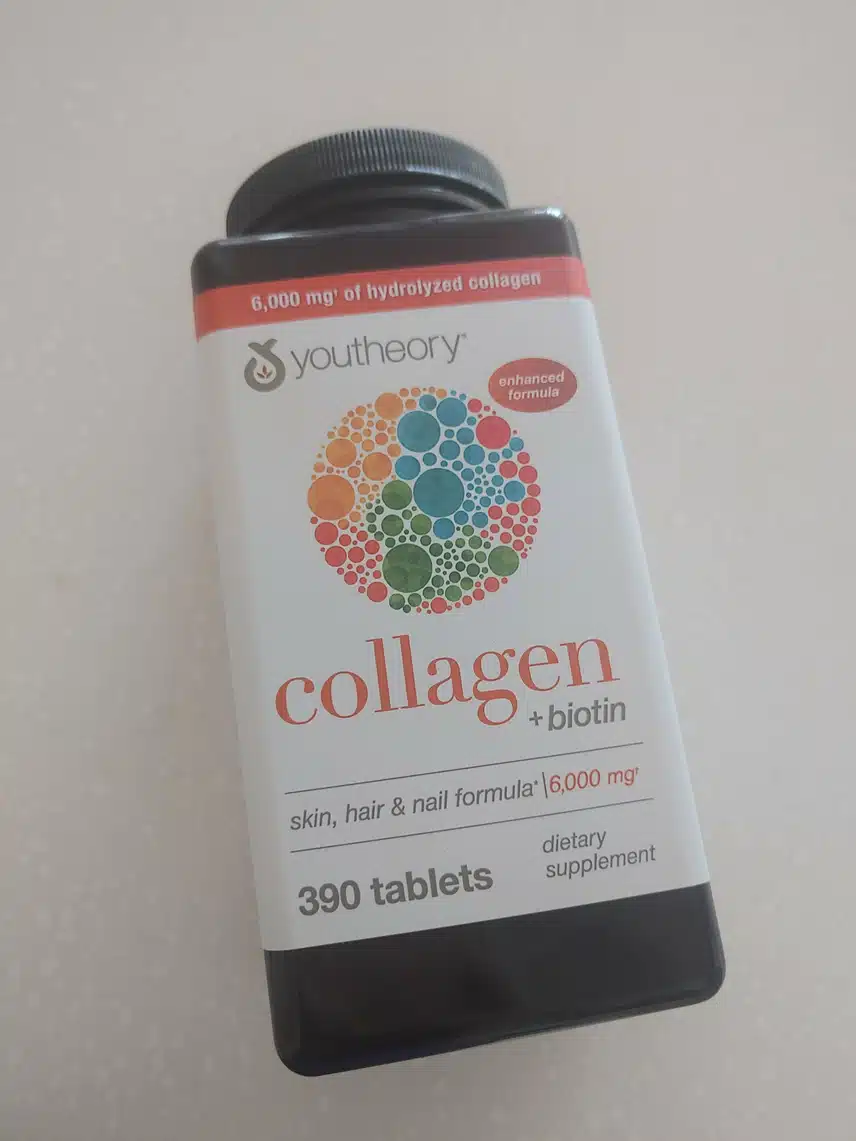 6,000 mg† of hydrolyzed collagen
youtheory®
enhanced
formula
collagen
+biotin
skin, hair & nail formula* | 6,000 mg†
390 tablets
dietary
supplement